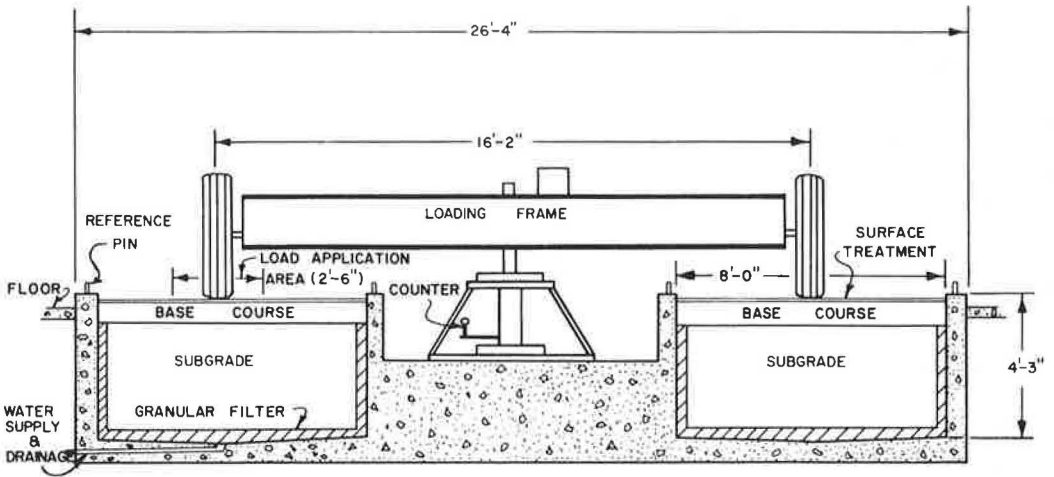 26'-4"
16'-2"
LOADING FRAME
REFERENCE
PIN
SURFACE
TREATMENT
LOAD APPLICATION
AREA (2'-6")
8'-0"
FLOOR
COUNTER
BASE COURSE
BASE COURSE
SUBGRADE
SUBGRADE
4'-3"
GRANULAR FILTER
WATER
SUPPLY
&
DRAINAGE